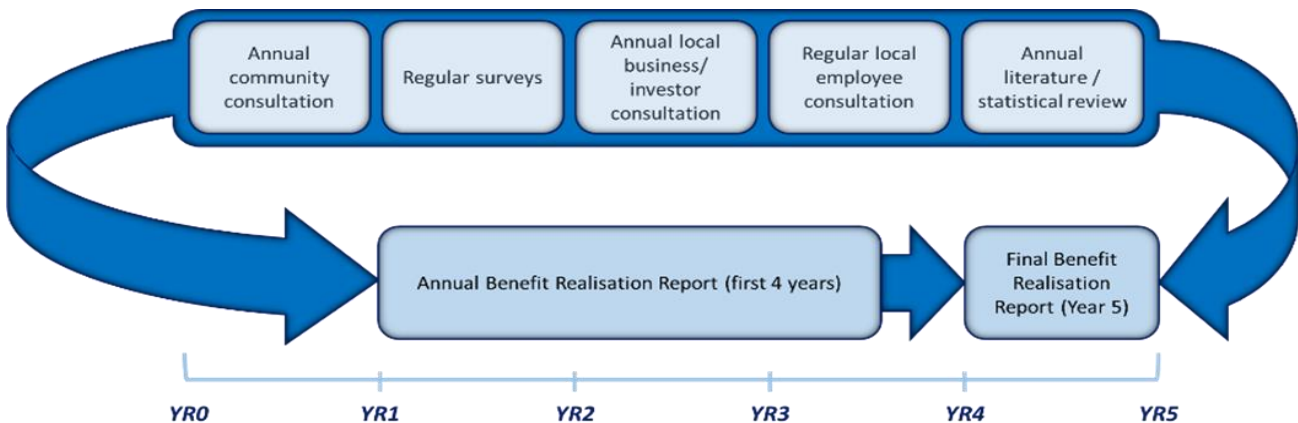 Annual
community
consultation
Regular surveys
Annual local
business/
investor
consultation
Regular local
employee
consultation
Annual
literature /
statistical review
Annual Benefit Realisation Report (first 4 years)
Final Benefit
Realisation
Report (Year 5)
YR0
YR1
YR2
YR3
YR4
YR5